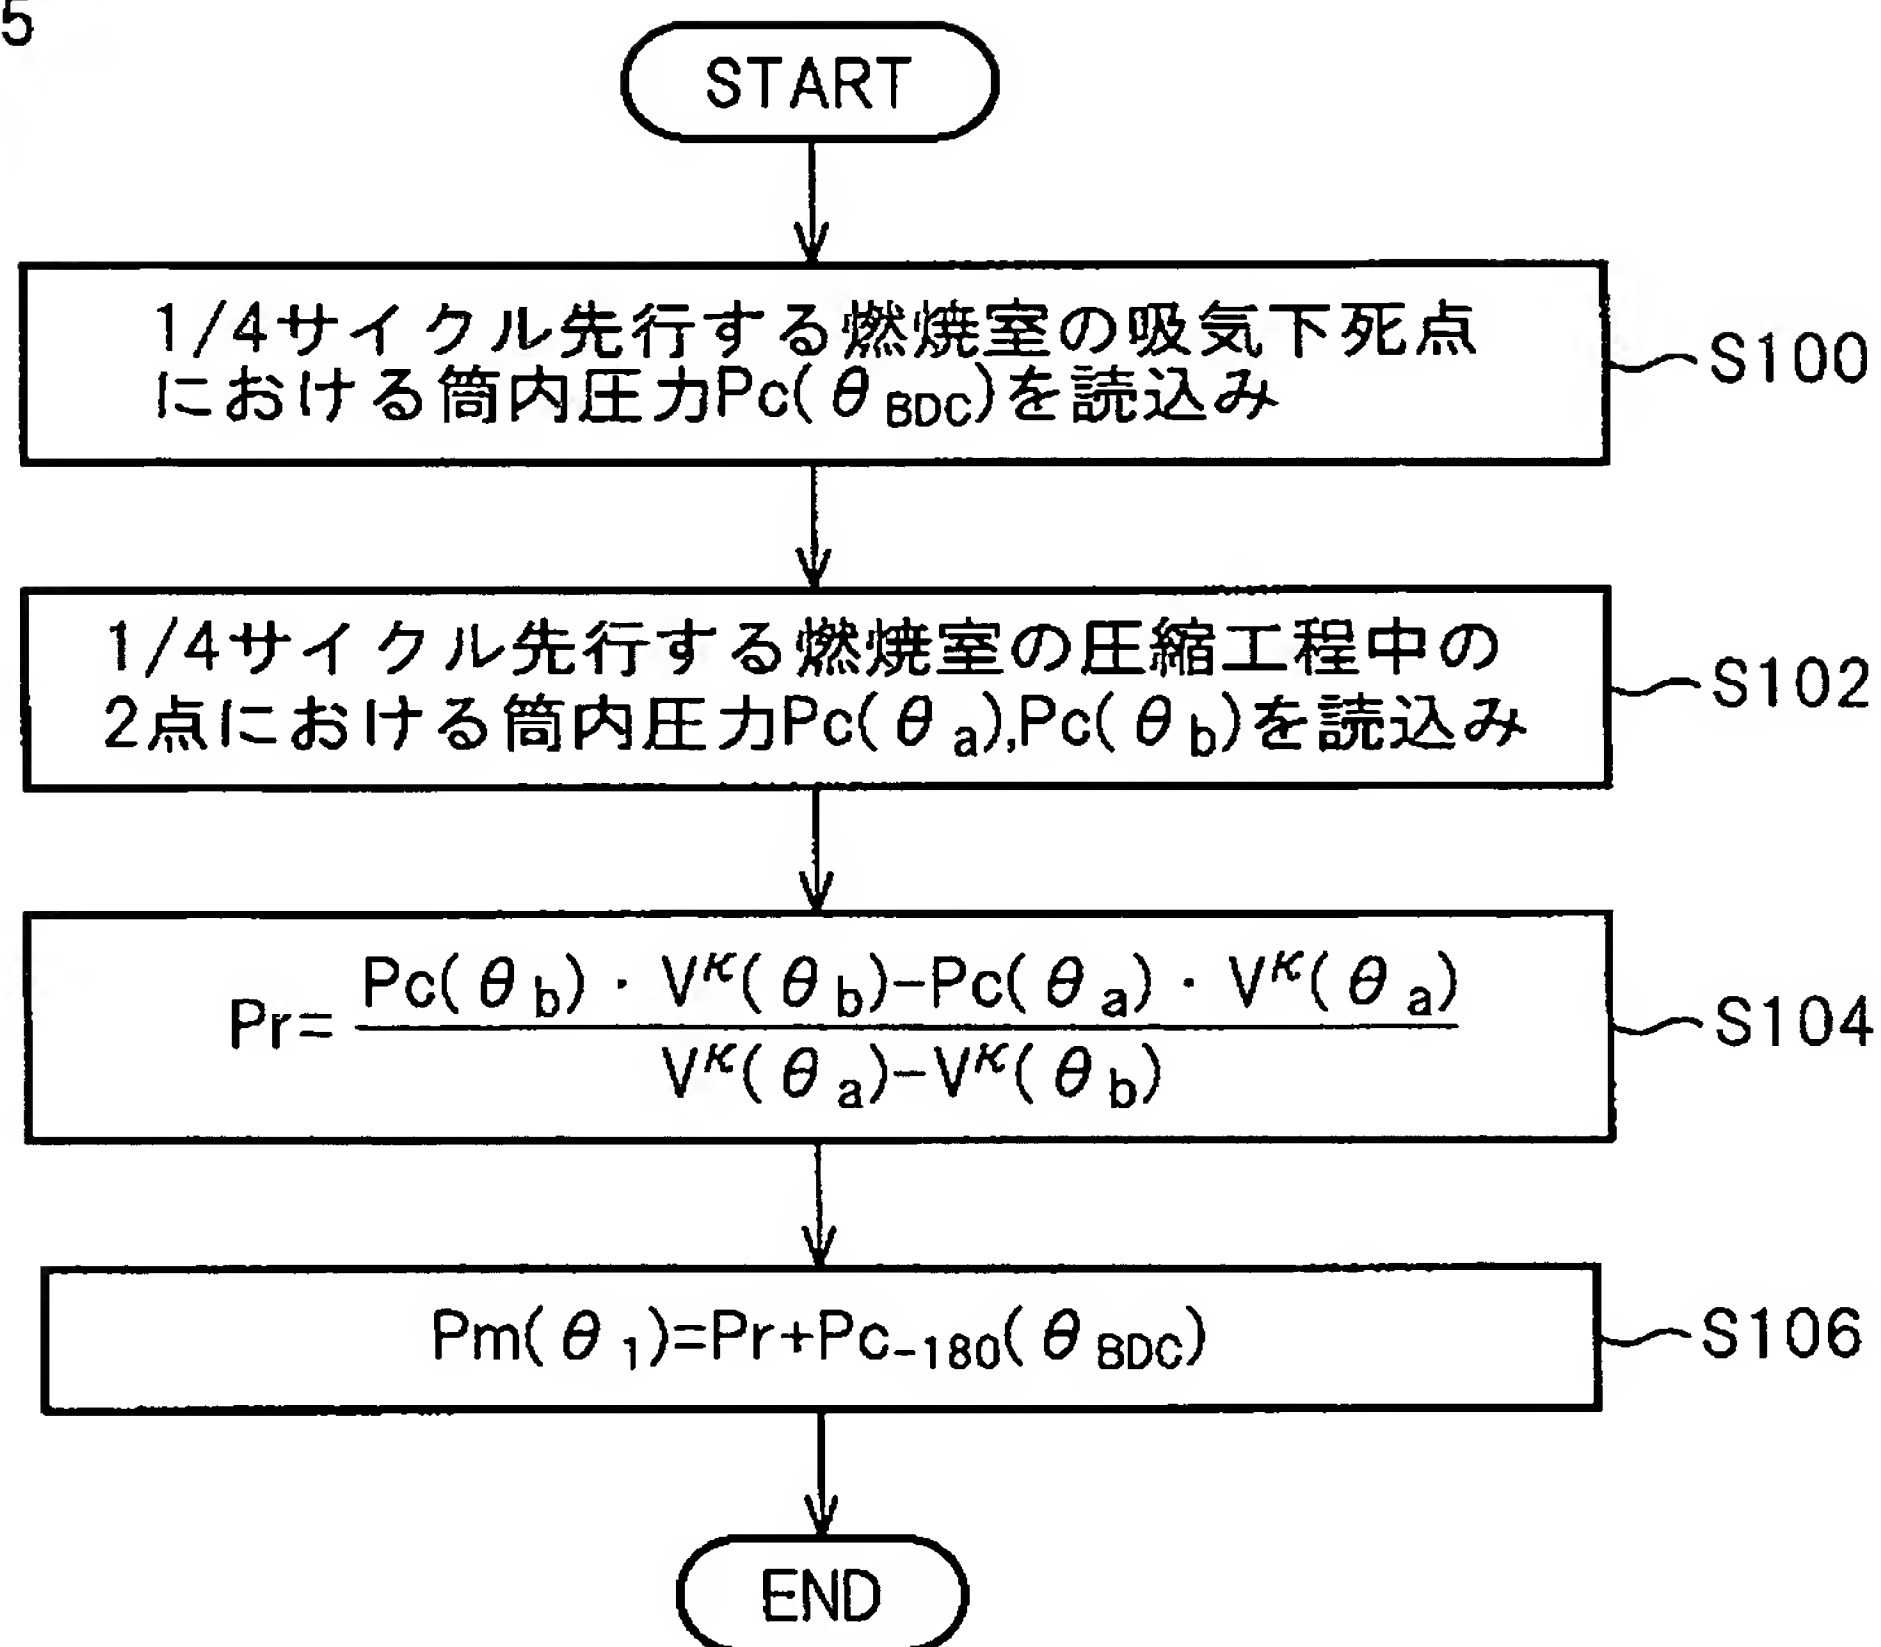 5
START
1/4サイクル先行する燃焼室の吸気下死点
における筒内圧力Pc(θBDC)を読込み
S100
1/4サイクル先行する燃焼室の圧縮工程中の
2点における筒内圧力Pc(θa),Pc(θb)を読込み
S102
Pr= Pc(θb)・Vκ(θb)-Pc(θa)・Vκ(θa)
Vκ(θa)-Vκ(θb)
S104
Pm(θ1)=Pr+Pc-180(θBDC)
S106
END